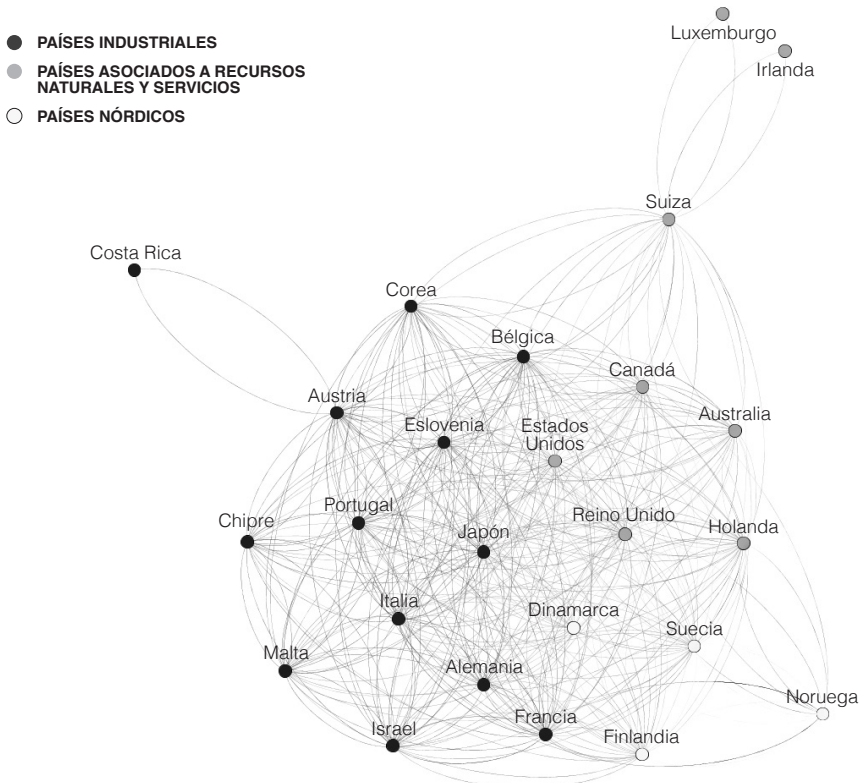 PAÍSES INDUSTRIALES
PAÍSES ASOCIADOS A RECURSOS
NATURALES Y SERVICIOS
PAÍSES NÓRDICOS
Luxemburgo
Irlanda
Suiza
Costa Rica
Corea
Bélgica
Canadá
Austria
Australia
Eslovenia
Estados
Unidos
Portugal
Chipre
Japón
Reino Unido
Holanda
Italia
Dinamarca
Suecia
Malta
Alemania
Noruega
Israel
Francia
Finlandia